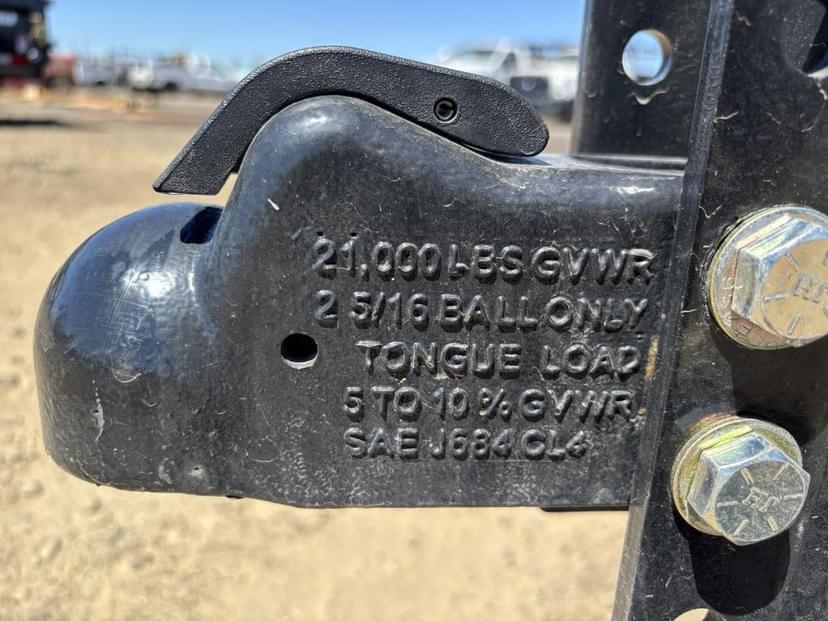 21,000 LBS GVWR
2 5/16 BALL ONLY
TONGUE LOAD
5 TO 10 % GVWR
SAE J684 CL4